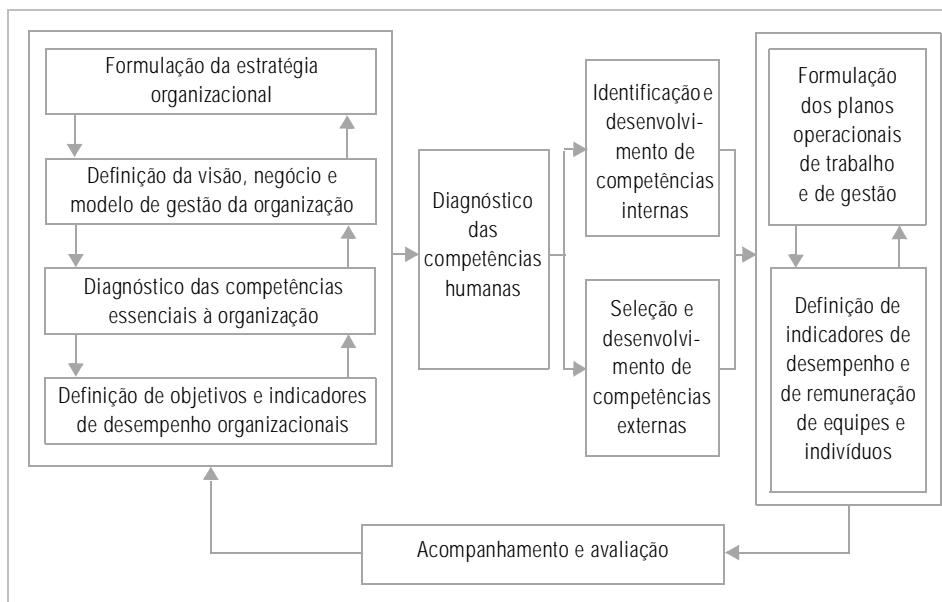 Formulação da estratégia
organizacional
Definição da visão, negócio e
modelo de gestão da organização
Diagnóstico das competências
essenciais à organização
Definição de objetivos e indicadores
de desempenho organizacionais
Diagnóstico
das
competências
humanas
Identificação e
desenvolvi-
mento de
competências
internas
Seleção e
desenvolvi-
mento de
competências
externas
Formulação
dos planos
operacionais
de trabalho
e de gestão
Definição de
indicadores de
desempenho e
de remuneração
de equipes e
indivíduos
Acompanhamento e avaliação